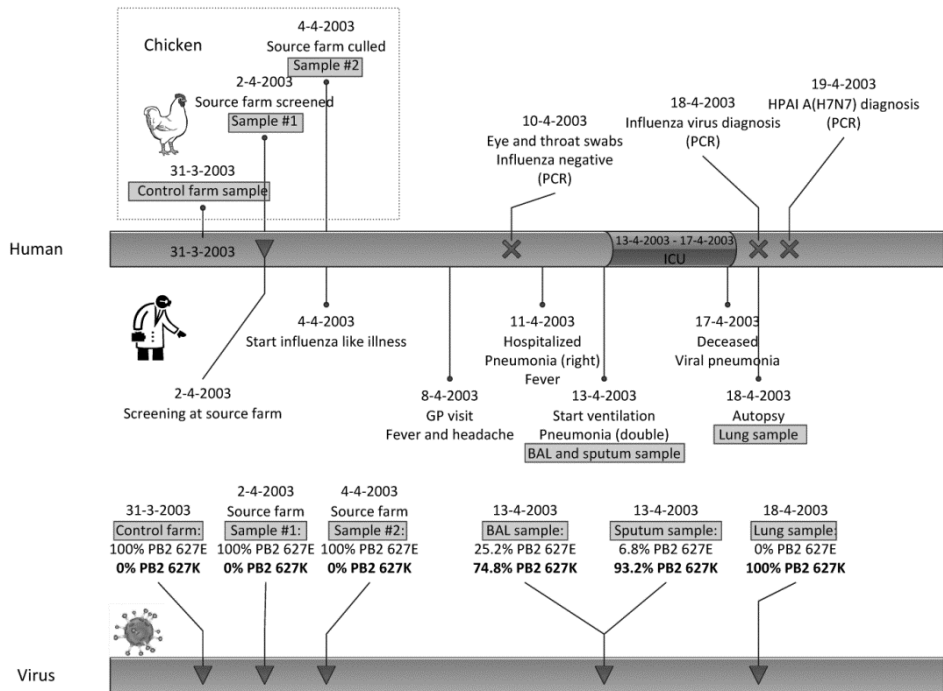 Chicken
4-4-2003
Source farm culled
Sample #2
2-4-2003
Source farm screened
Sample #1
31-3-2003
Control farm sample
10-4-2003
Eye and throat swabs
Influenza negative
(PCR)
18-4-2003
Influenza virus diagnosis
(PCR)
19-4-2003
HPAI A(H7N7) diagnosis
(PCR)
Human
31-3-2003
13-4-2003 - 17-4-2003
ICU
2-4-2003
Screening at source farm
4-4-2003
Start influenza like illness
8-4-2003
GP visit
Fever and headache
11-4-2003
Hospitalized
Pneumonia (right)
Fever
13-4-2003
Start ventilation
Pneumonia (double)
BAL and sputum sample
17-4-2003
Deceased
Viral pneumonia
18-4-2003
Autopsy
Lung sample
31-3-2003
Control farm:
100% PB2 627E
0% PB2 627K
2-4-2003
Source farm
Sample #1:
100% PB2 627E
0% PB2 627K
4-4-2003
Source farm
Sample #2:
100% PB2 627E
0% PB2 627K
13-4-2003
BAL sample:
25.2% PB2 627E
74.8% PB2 627K
13-4-2003
Sputum sample:
6.8% PB2 627E
93.2% PB2 627K
18-4-2003
Lung sample:
0% PB2 627E
100% PB2 627K
Virus